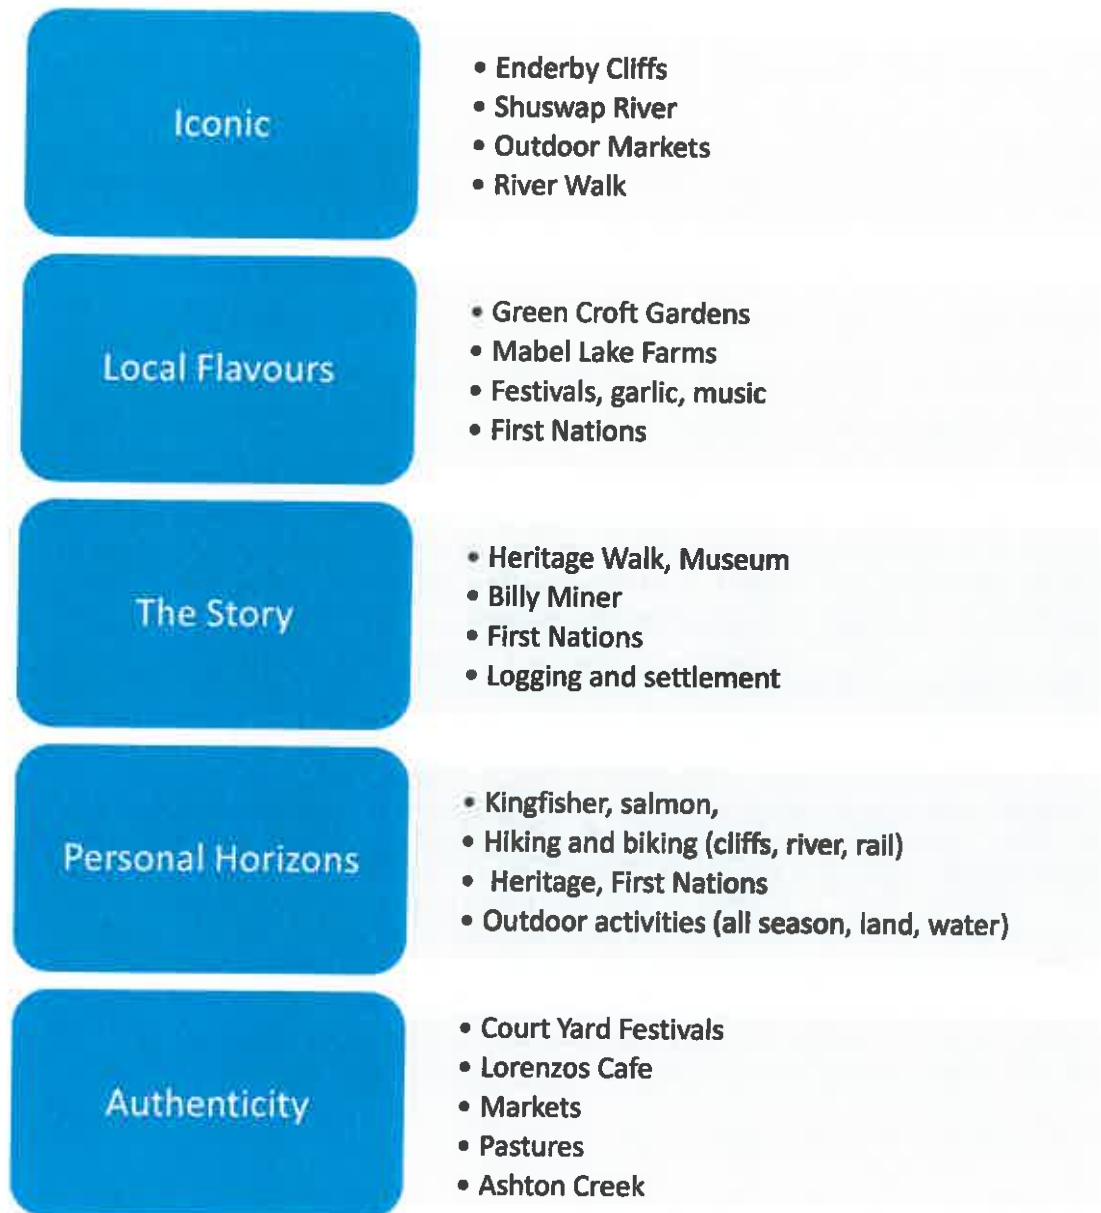 Iconic
• Enderby Cliffs
• Shuswap River
• Outdoor Markets
• River Walk
Local Flavours
• Green Croft Gardens
• Mabel Lake Farms
• Festivals, garlic, music
• First Nations
The Story
• Heritage Walk, Museum
• Billy Miner
• First Nations
• Logging and settlement
Personal Horizons
• Kingfisher, salmon,
• Hiking and biking (cliffs, river, rail)
• Heritage, First Nations
• Outdoor activities (all season, land, water)
Authenticity
• Court Yard Festivals
• Lorenzos Cafe
• Markets
• Pastures
• Ashton Creek